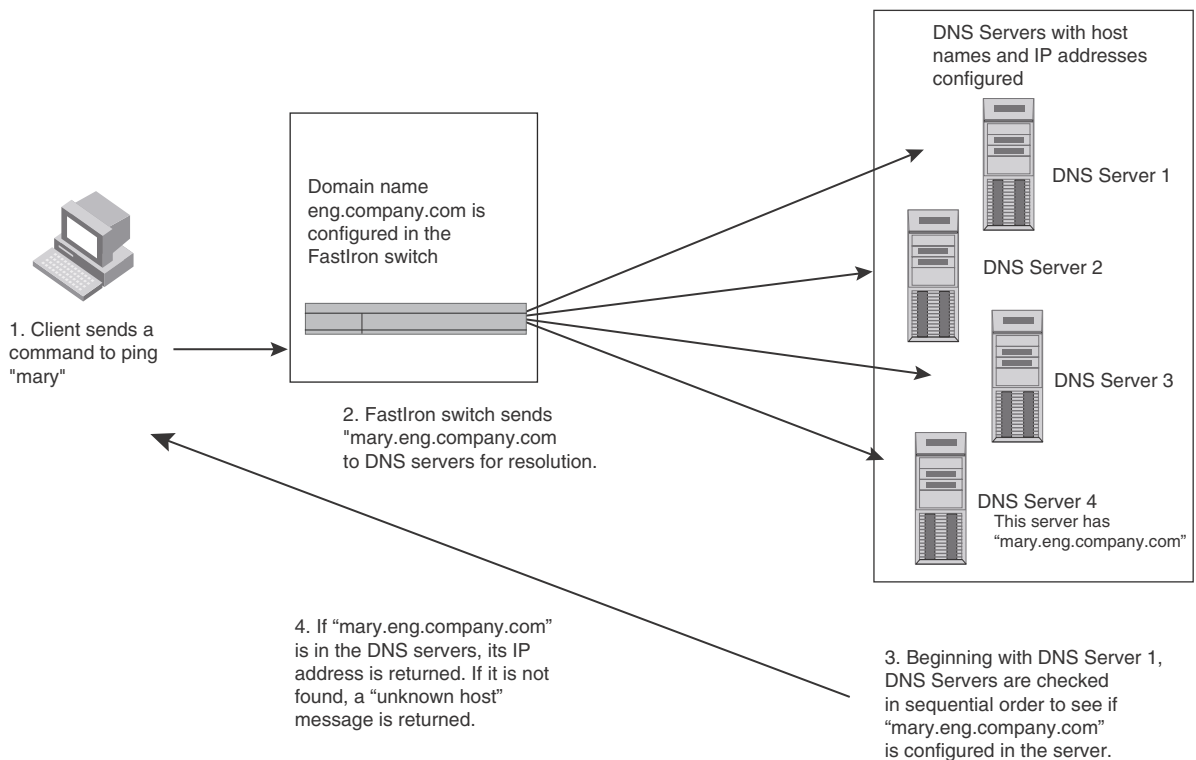 DNS Servers with host
names and IP addresses
configured
DNS Server 1
Domain name
eng.company.com is
configured in the
FastIron switch
DNS Server 2
1. Client sends a
command to ping
"mary"
DNS Server 3
2. FastIron switch sends
"mary.eng.company.com
to DNS servers for resolution.
DNS Server 4
This server has
“mary.eng.company.com”
4. If “mary.eng.company.com”
is in the DNS servers, its IP
address is returned. If it is not
found, a “unknown host”
message is returned.
3. Beginning with DNS Server 1,
DNS Servers are checked
in sequential order to see if
“mary.eng.company.com”
is configured in the server.